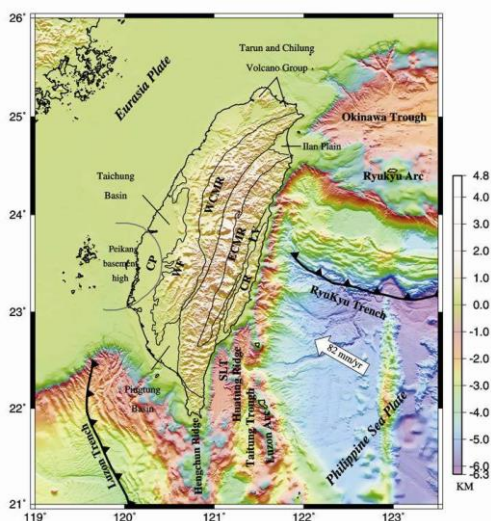 26°
25°
24°
23°
22°
21°
119°
120°
121°
122°
123°
Tarun and Chilung
Volcano Group
Eurasia Plate
Okinawa Trough
Ilan Plain
Ryukyu Arc
Taichung
Basin
WCMR
ECMR
LV
CR
WF
CP
Peikang
basement
high
RyuKyu Trench
82 mm/yr
Pingtung
Basin
SLT
Huatung Ridge
Hengchun Ridge
Taitung Trough
Luzon Arc
Luzon Trench
Philippine Sea Plate
4.8
4.0
3.0
2.0
1.0
0.0
-1.0
-2.0
-3.0
-4.0
-5.0
-6.0
-6.3
KM